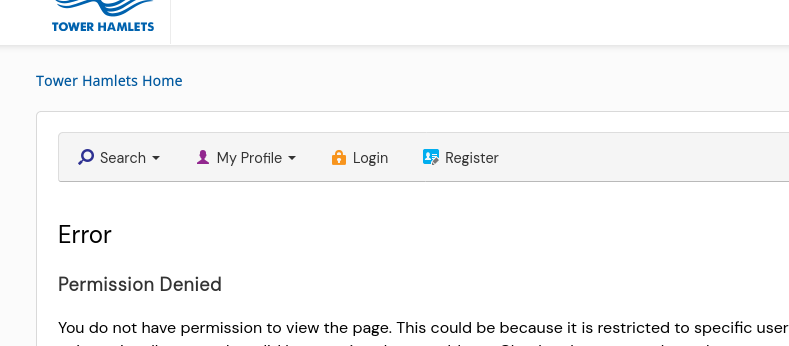 TOWER HAMLETS
Tower Hamlets Home
Search My Profile Login Register
Error
Permission Denied
You do not have permission to view the page. This could be because it is restricted to specific user